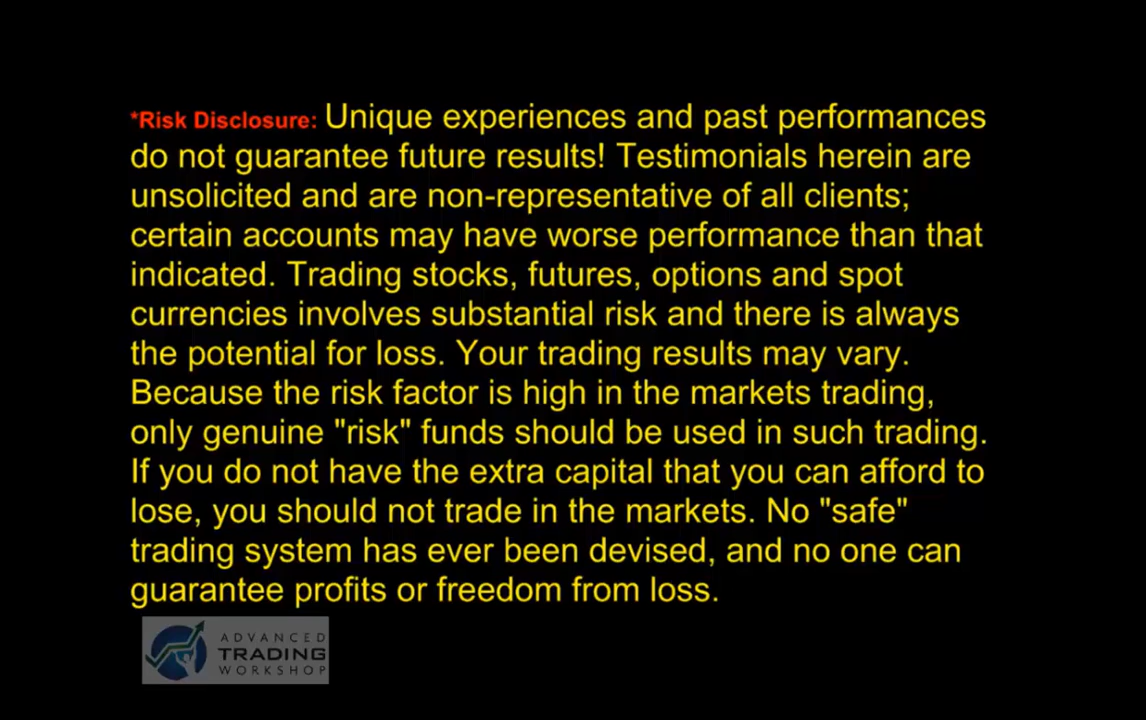 *Risk Disclosure: Unique experiences and past performances
do not guarantee future results! Testimonials herein are
unsolicited and are non-representative of all clients;
certain accounts may have worse performance than that
indicated. Trading stocks, futures, options and spot
currencies involves substantial risk and there is always
the potential for loss. Your trading results may vary.
Because the risk factor is high in the markets trading,
only genuine "risk" funds should be used in such trading.
If you do not have the extra capital that you can afford to
lose, you should not trade in the markets. No "safe"
trading system has ever been devised, and no one can
guarantee profits or freedom from loss.
ADVANCED
TRADING
WORKSHOP